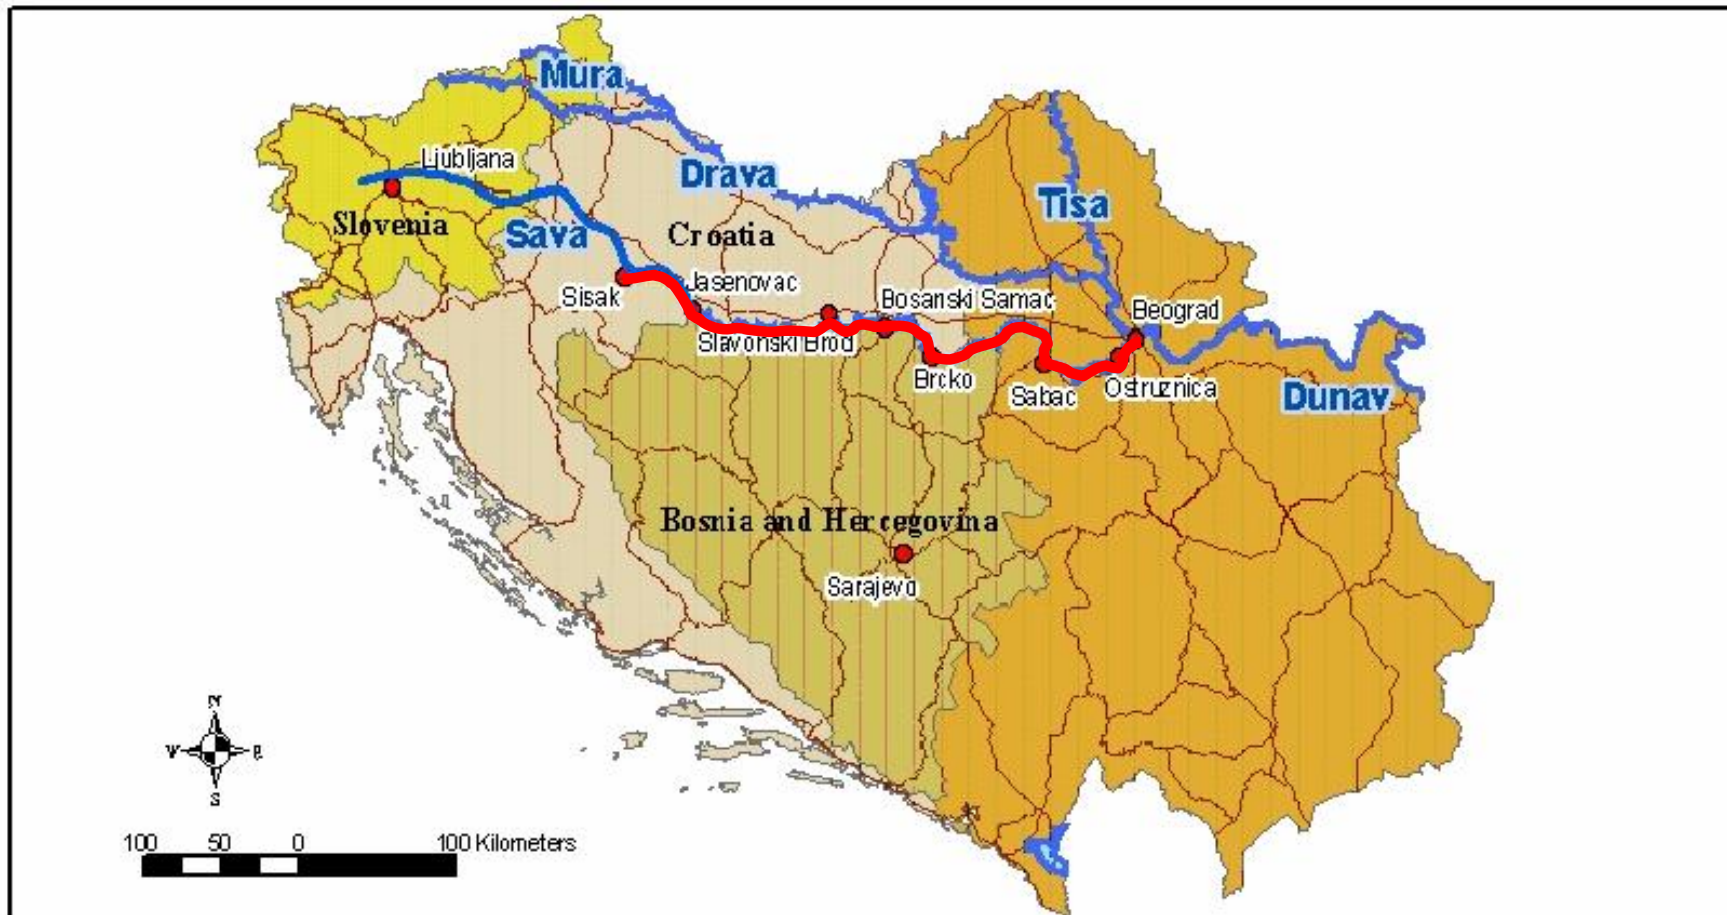 Mura
Ljubljana
Drava
Tisa
Slovenia
Sava
Croatia
Sisak
Jasenovac
Bosanski Samac
Beograd
Slavonski Brod
Brcko
Sabac
Ostruznica
Dunav
Bosnia and Hercegovina
Sarajevo
N
W E
S
100 50 0 100 Kilometers